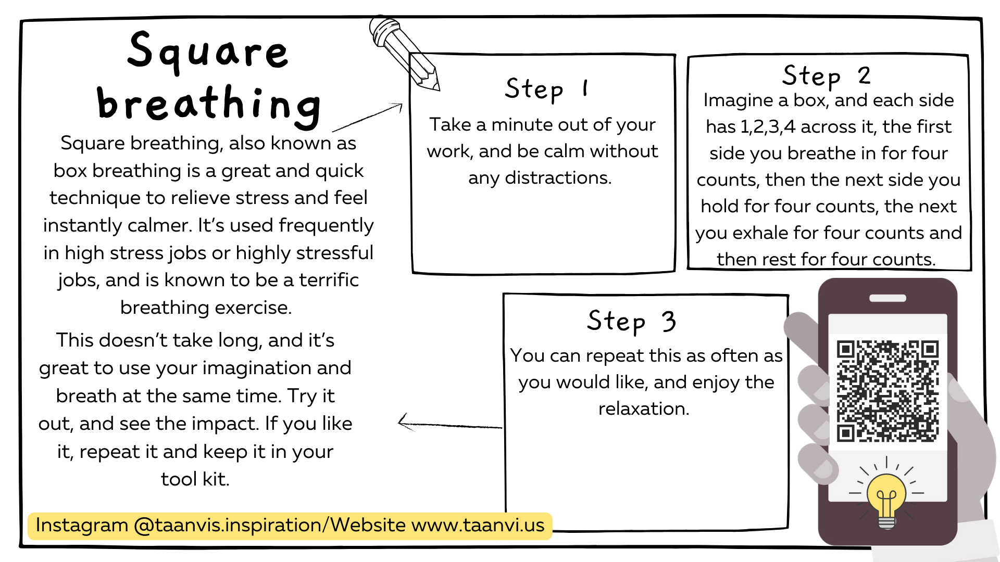 Square
breathing
Square breathing, also known as
box breathing is a great and quick
technique to relieve stress and feel
instantly calmer. It’s used frequently
in high stress jobs or highly stressful
jobs, and is known to be a terrific
breathing exercise.
This doesn’t take long, and it’s
great to use your imagination and
breath at the same time. Try it
out, and see the impact. If you like
it, repeat it and keep it in your
tool kit.
Step 1
Take a minute out of your
work, and be calm without
any distractions.
Step 2
Imagine a box, and each side
has 1,2,3,4 across it, the first
side you breathe in for four
counts, then the next side you
hold for four counts, the next
you exhale for four counts and
then rest for four counts.
Step 3
You can repeat this as often as
you would like, and enjoy the
relaxation.
Instagram @taanvis.inspiration/Website www.taanvi.us